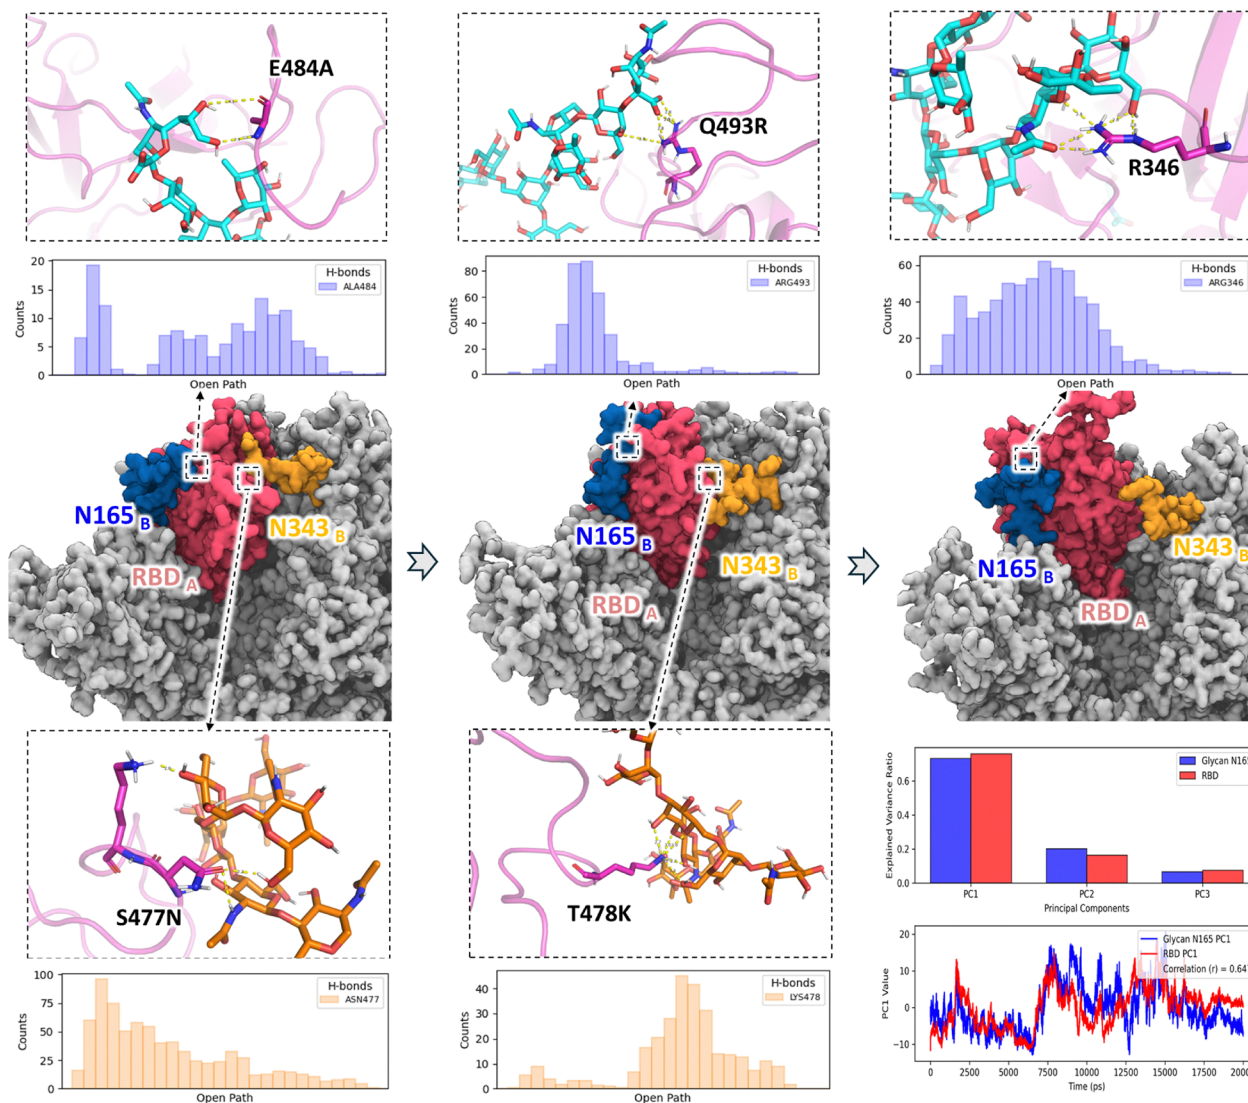 E484A
Q493R
R346
20
15
10
5
0
Counts
H-bonds
ALA484
Open Path
80
60
40
20
0
Counts
H-bonds
ARG493
Open Path
60
40
20
0
Counts
H-bonds
ARG346
Open Path
N165 B
N343 B
RBD A
N165 B
N343 B
RBD A
N165 B
N343 B
RBD A
S477N
T478K
100
75
50
25
0
Counts
H-bonds
ASN477
Open Path
40
30
20
10
0
Counts
H-bonds
LYS478
Open Path
Explained Variance Ratio
0.6
0.4
0.2
0.0
Glycan N165
RBD
PC1 PC2 PC3
Principal Components
PC1 Value
20
10
0
−10
Glycan N165 PC1
RBD PC1
Correlation (r) = 0.64
0 2500 5000 7500 10000 12500 15000 17500 2000
Time (ps)